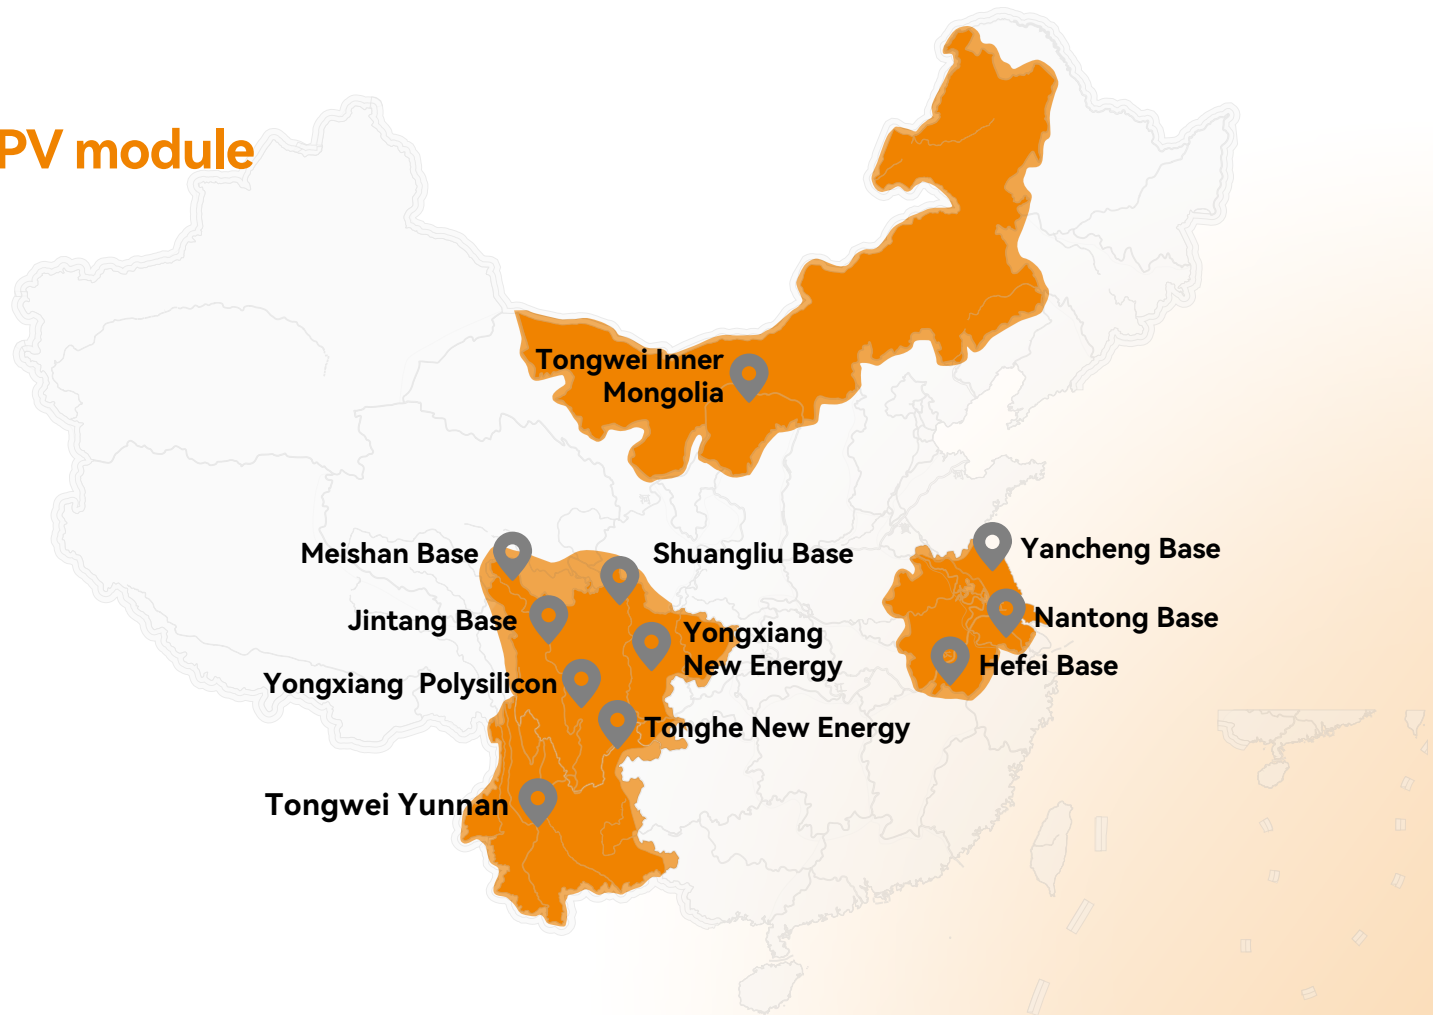 PV module
Tongwei Inner
Mongolia
Meishan Base
Shuangliu Base
Yancheng Base
Jintang Base
Nantong Base
Yongxiang
New Energy
Hefei Base
Yongxiang  Polysilicon
Tonghe New Energy
Tongwei Yunnan